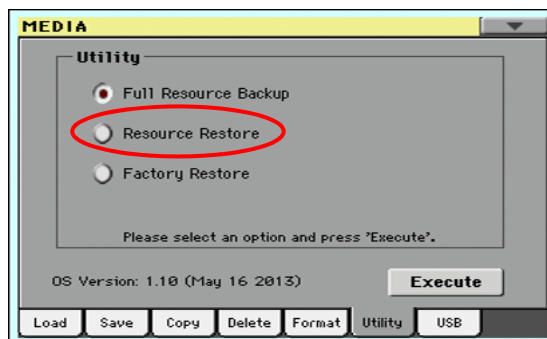 MEDIA
Utility
Full Resource Backup
Resource Restore
Factory Restore
Please select an option and press 'Execute'.
OS Version: 1.10 (May 16 2013)
Execute
Load Save Copy Delete Format Utility USB